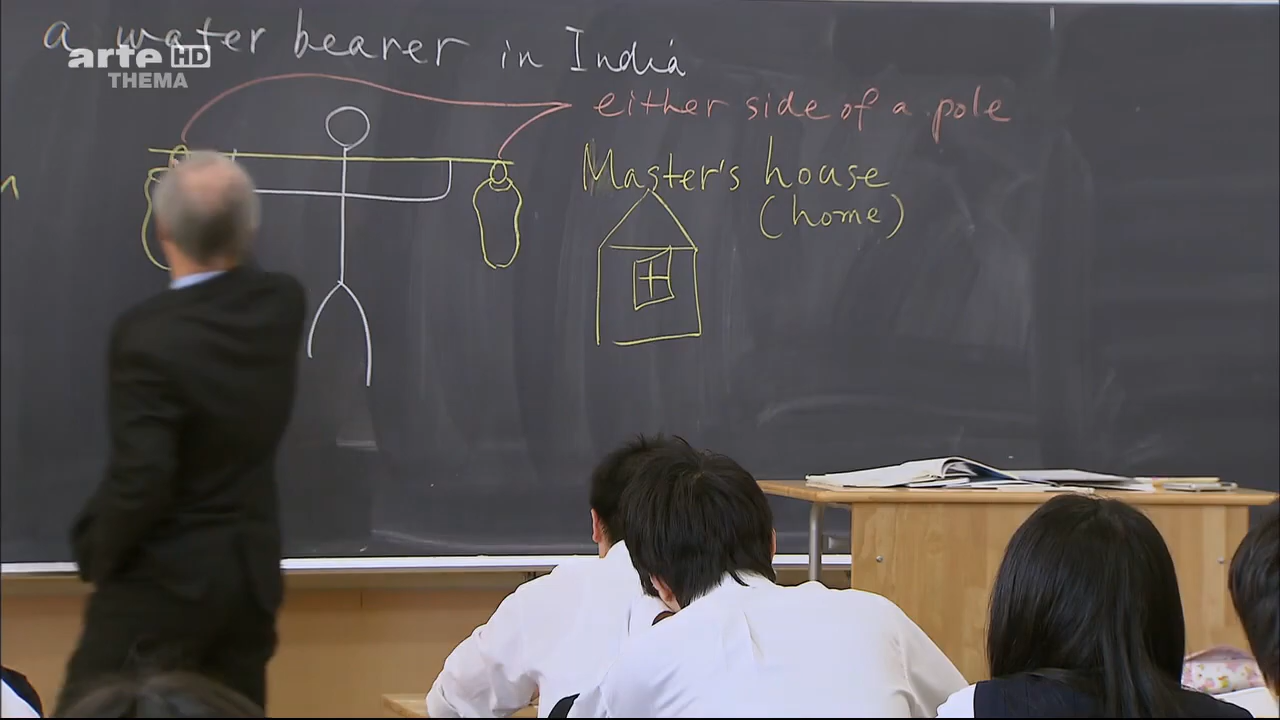 a water bearer in India
arte HD
THEMA
either side of a pole
Master's house
(home)